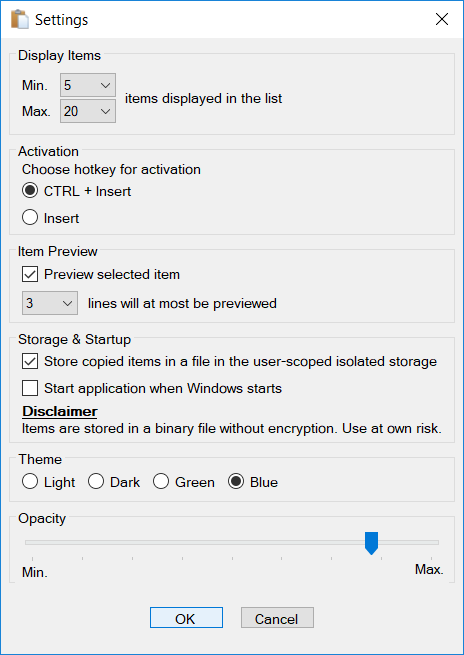 Settings
Display Items
Min. 5
Max. 20
items displayed in the list
Activation
Choose hotkey for activation
CTRL + Insert
Insert
Item Preview
Preview selected item
3 lines will at most be previewed
Storage & Startup
Store copied items in a file in the user-scoped isolated storage
Start application when Windows starts
Disclaimer
Items are stored in a binary file without encryption. Use at own risk.
Theme
Light Dark Green Blue
Opacity
Min. Max.
OK Cancel